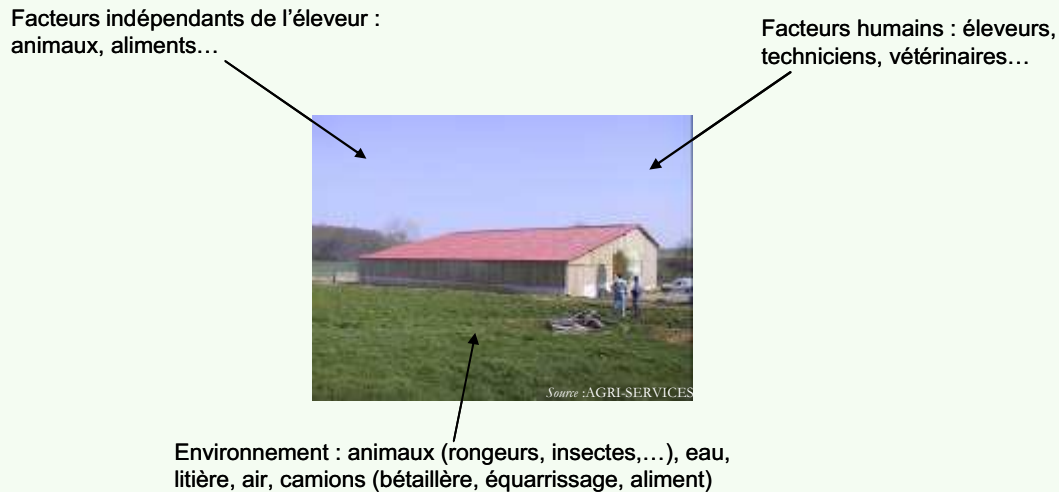 Facteurs indépendants de l’éleveur :
animaux, aliments…
Facteurs humains : éleveurs,
techniciens, vétérinaires…
Source :AGRI-SERVICES
Environnement : animaux (rongeurs, insectes,…), eau,
litière, air, camions (bétaillère, équarrissage, aliment)